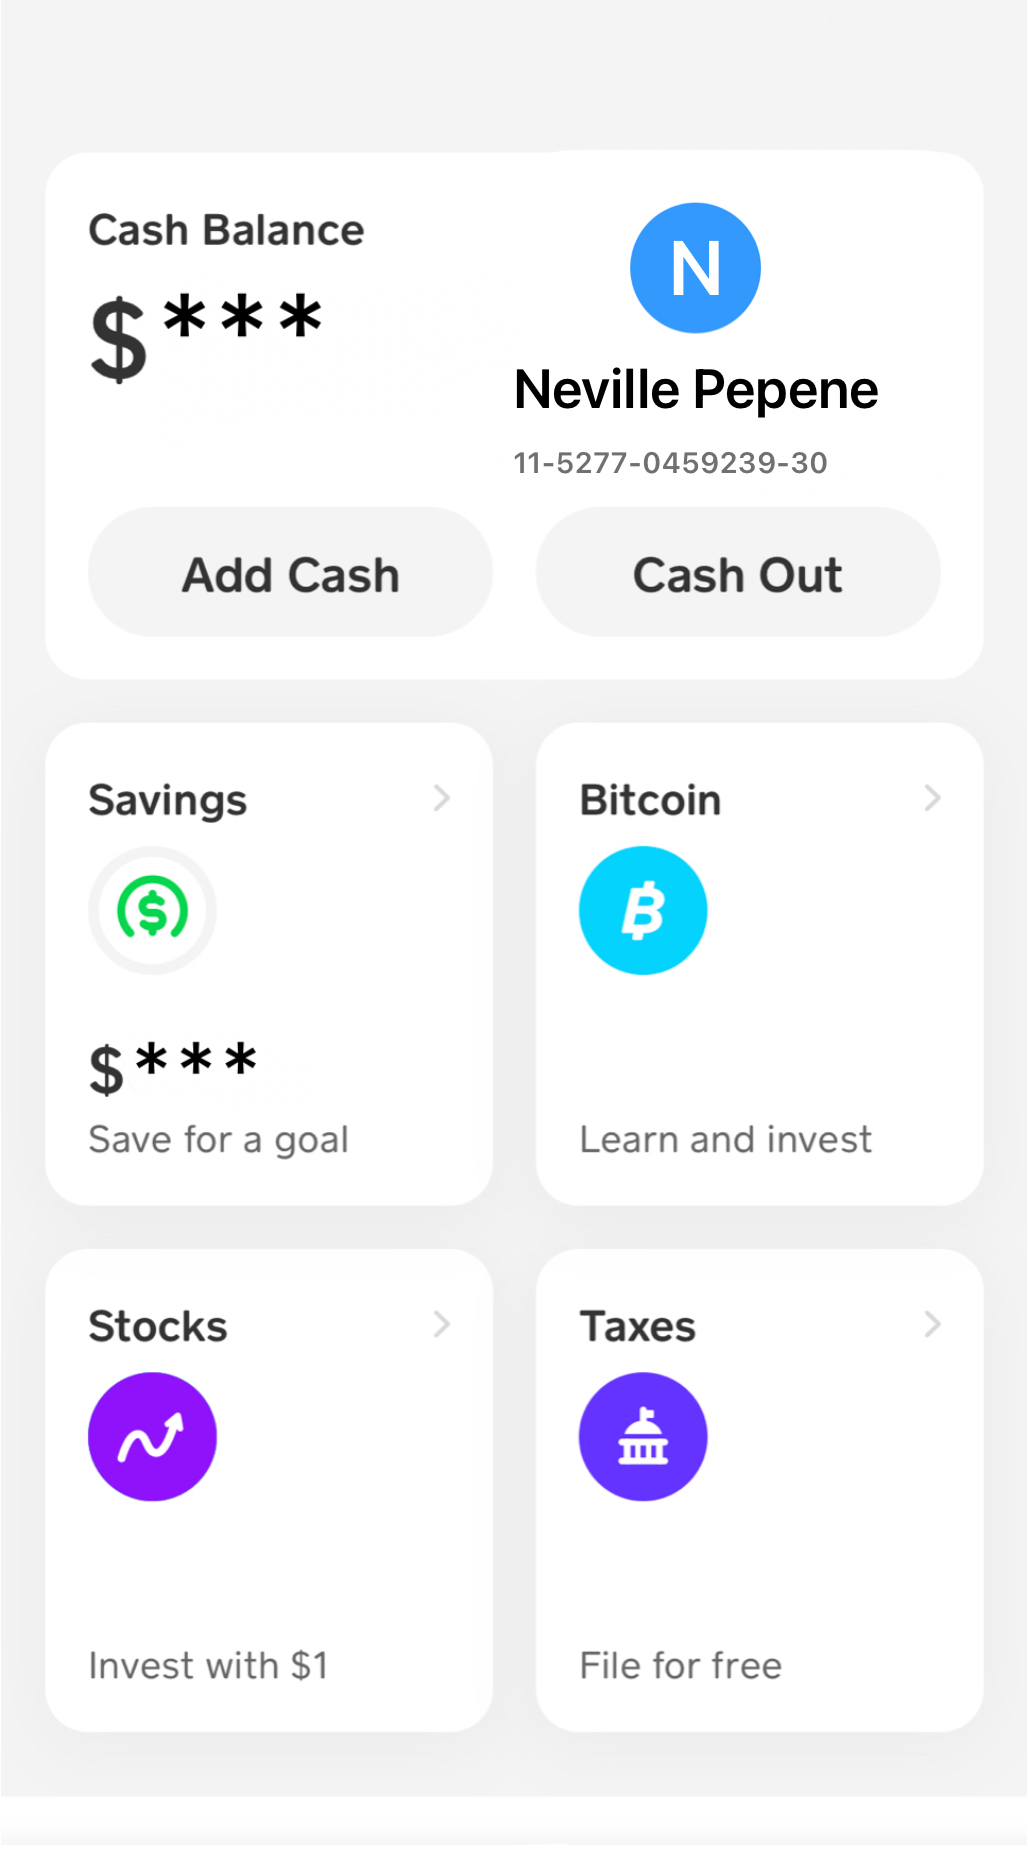 Cash Balance
$***
N
Neville Pepene
11-5277-0459239-30
Add Cash
Cash Out
Savings
Bitcoin
$***
Save for a goal
Learn and invest
Stocks
Taxes
Invest with $1
File for free